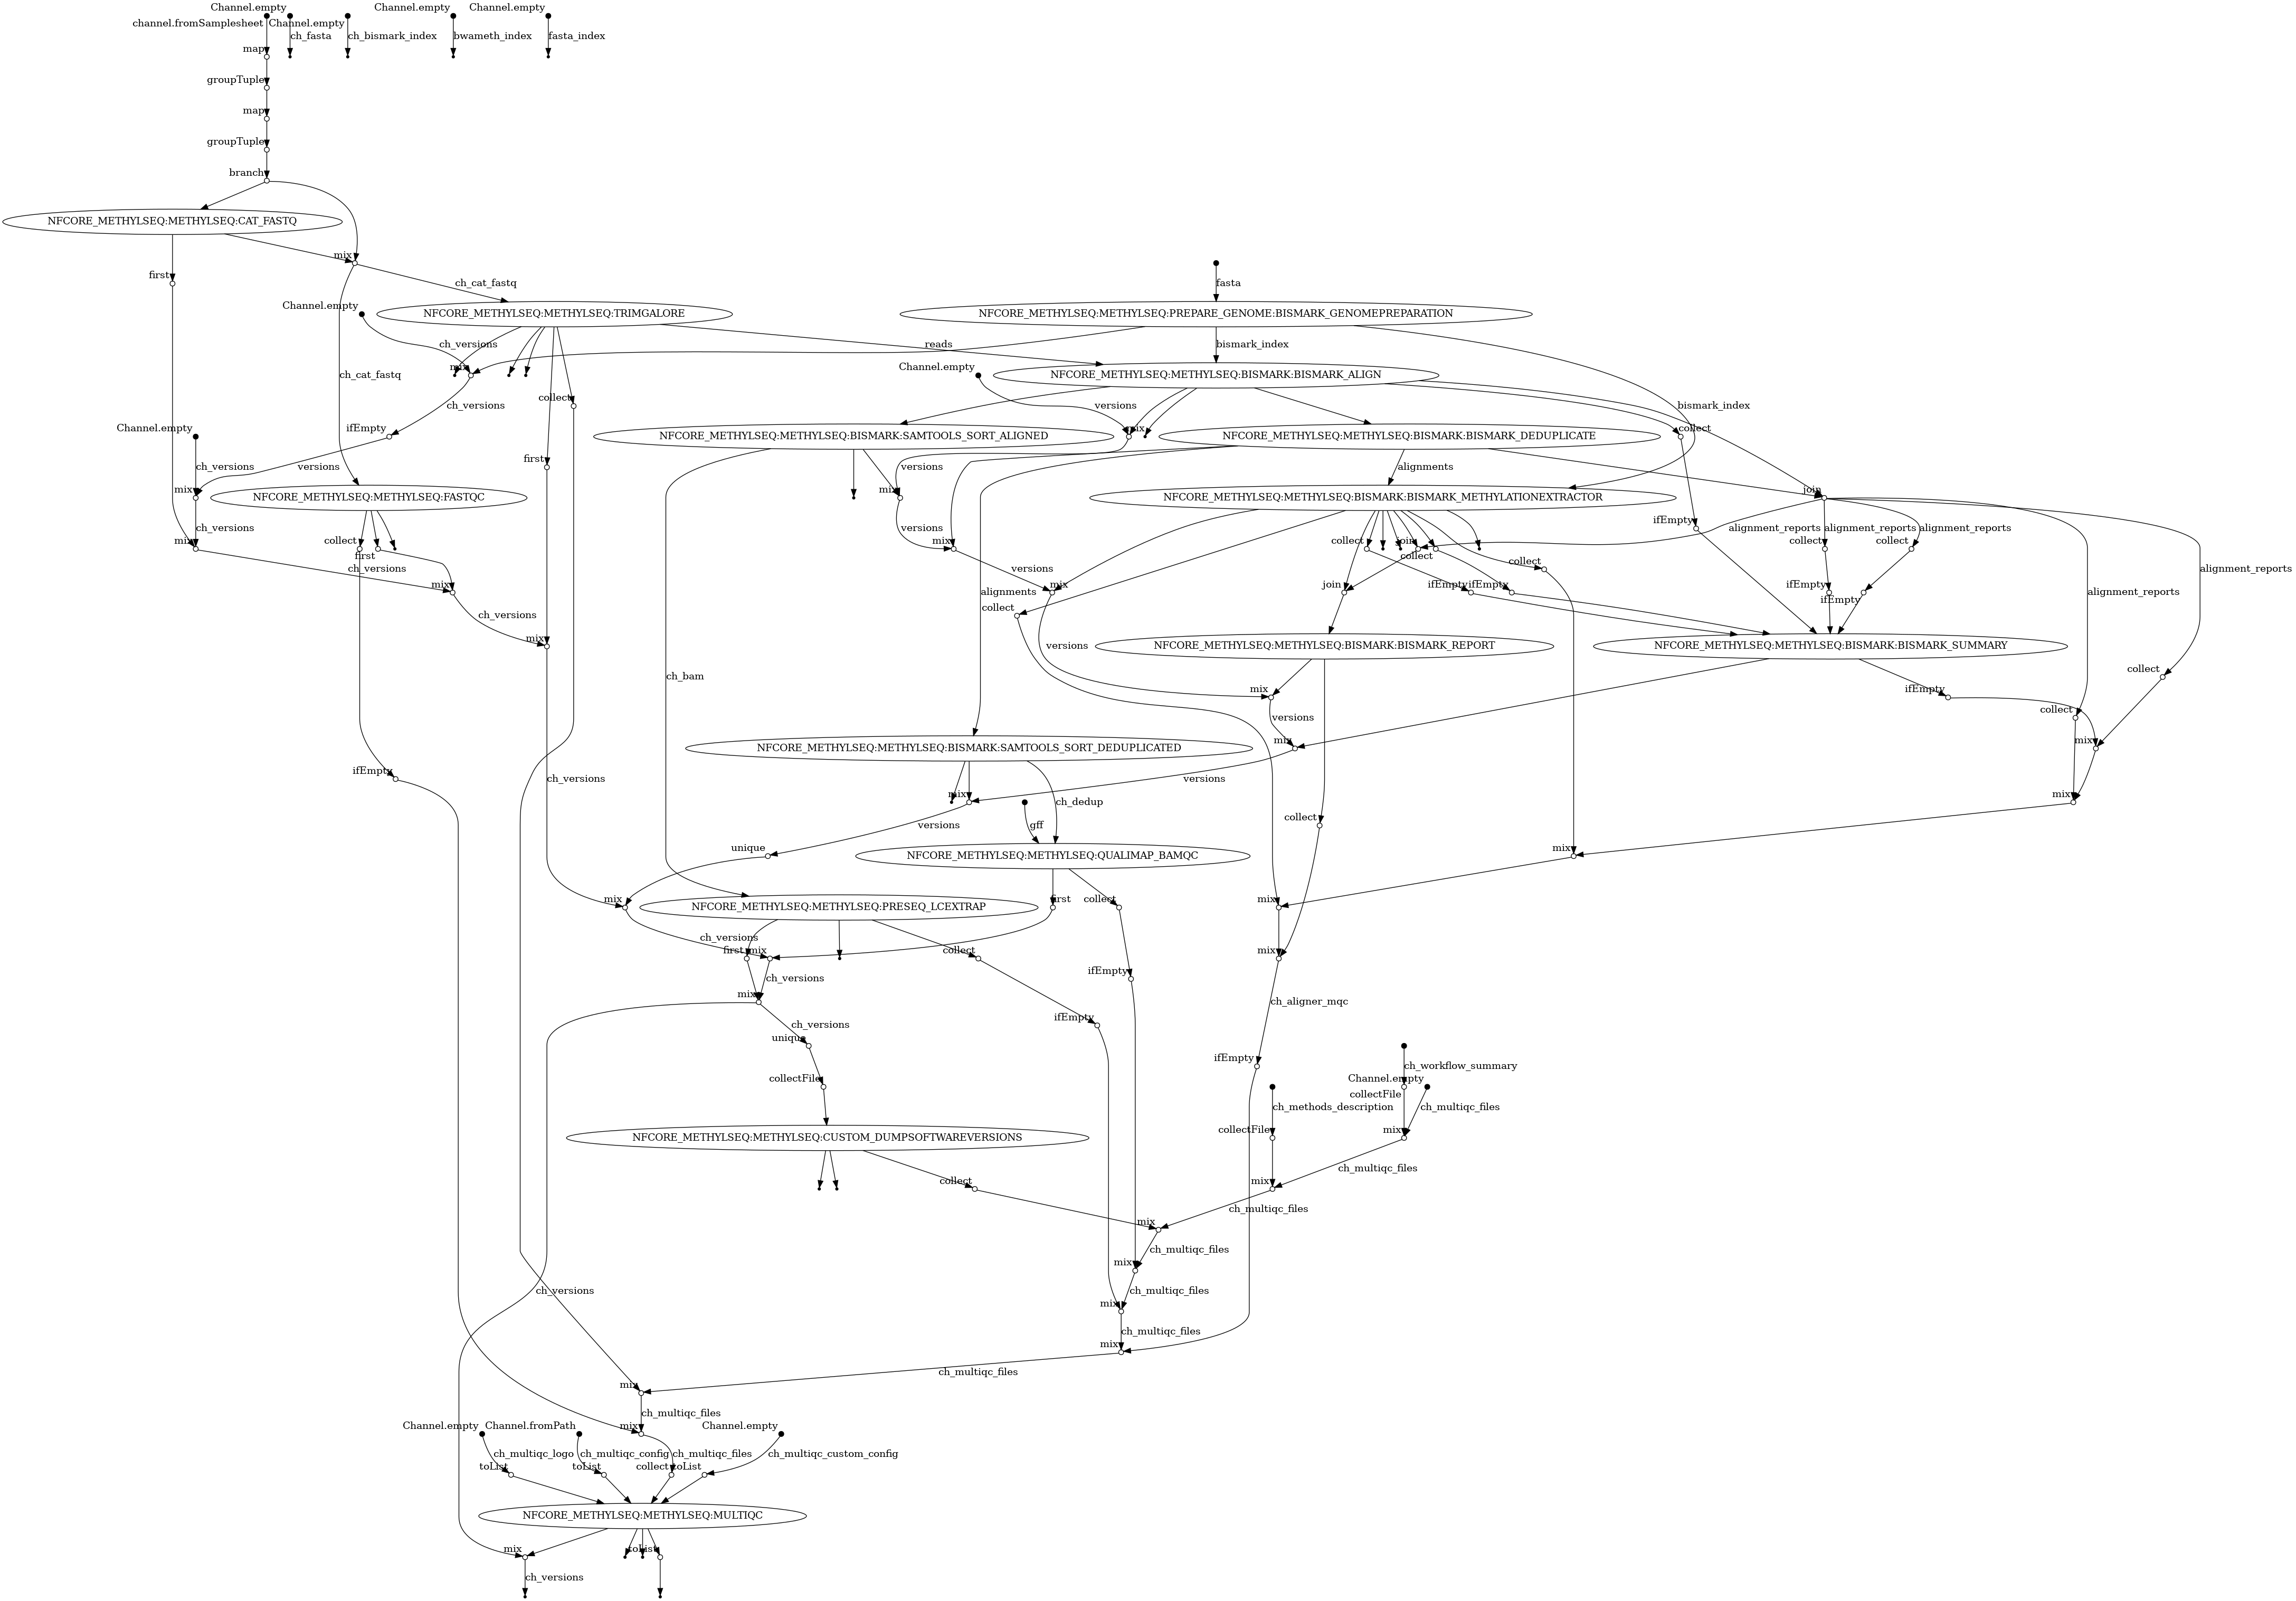 Channel.empty
Channel.empty
Channel.empty
channel.fromSamplesheet
Channel.empty
ch_fasta
ch_bismark_index
bwameth_index
fasta_index
map
groupTuple
map
groupTuple
branch
NFCORE_METHYLSEQ:METHYLSEQ:CAT_FASTQ
mix
first
ch_cat_fastq
fasta
Channel.empty
NFCORE_METHYLSEQ:METHYLSEQ:TRIMGALORE
NFCORE_METHYLSEQ:METHYLSEQ:PREPARE_GENOME:BISMARK_GENOMEPREPARATION
ch_versions
reads
bismark_index
mix
ch_cat_fastq
Channel.empty
NFCORE_METHYLSEQ:METHYLSEQ:BISMARK:BISMARK_ALIGN
collect
ch_versions
versions
bismark_index
Channel.empty
ifEmpty
mix
collect
NFCORE_METHYLSEQ:METHYLSEQ:BISMARK:SAMTOOLS_SORT_ALIGNED
NFCORE_METHYLSEQ:METHYLSEQ:BISMARK:BISMARK_DEDUPLICATE
first
ch_versions
versions
versions
alignments
mix
NFCORE_METHYLSEQ:METHYLSEQ:FASTQC
mix
NFCORE_METHYLSEQ:METHYLSEQ:BISMARK:BISMARK_METHYLATIONEXTRACTOR
join
ifEmpty
ch_versions
versions
alignment_reports
alignment_reports
alignment_reports
mix
collect
first
mix
collect
join
collect
collect
collect
collect
ch_versions
versions
alignment_reports
mix
alignments
mix
join
ifEmpty
ifEmpty
ifEmpty
ifEmpty
alignment_reports
collect
ch_versions
mix
versions
NFCORE_METHYLSEQ:METHYLSEQ:BISMARK:BISMARK_REPORT
NFCORE_METHYLSEQ:METHYLSEQ:BISMARK:BISMARK_SUMMARY
ch_bam
collect
mix
ifEmpty
collect
versions
mix
mix
NFCORE_METHYLSEQ:METHYLSEQ:BISMARK:SAMTOOLS_SORT_DEDUPLICATED
ifEmpty
ch_versions
versions
mix
ch_dedup
mix
versions
gff
collect
unique
NFCORE_METHYLSEQ:METHYLSEQ:QUALIMAP_BAMQC
mix
mix
NFCORE_METHYLSEQ:METHYLSEQ:PRESEQ_LCEXTRAP
first
collect
mix
ch_versions
first
mix
collect
mix
ch_versions
ifEmpty
mix
ch_aligner_mqc
ifEmpty
ch_versions
unique
ifEmpty
ch_workflow_summary
collectFile
Channel.empty
collectFile
ch_methods_description
ch_multiqc_files
collectFile
mix
NFCORE_METHYLSEQ:METHYLSEQ:CUSTOM_DUMPSOFTWAREVERSIONS
ch_multiqc_files
collect
mix
ch_multiqc_files
mix
ch_multiqc_files
mix
ch_versions
ch_multiqc_files
mix
ch_multiqc_files
mix
ch_multiqc_files
mix
ch_multiqc_files
Channel.empty
Channel.fromPath
mix
Channel.empty
ch_multiqc_logo
ch_multiqc_config
ch_multiqc_files
ch_multiqc_custom_config
toList
toList
collect
toList
NFCORE_METHYLSEQ:METHYLSEQ:MULTIQC
mix
toList
ch_versions